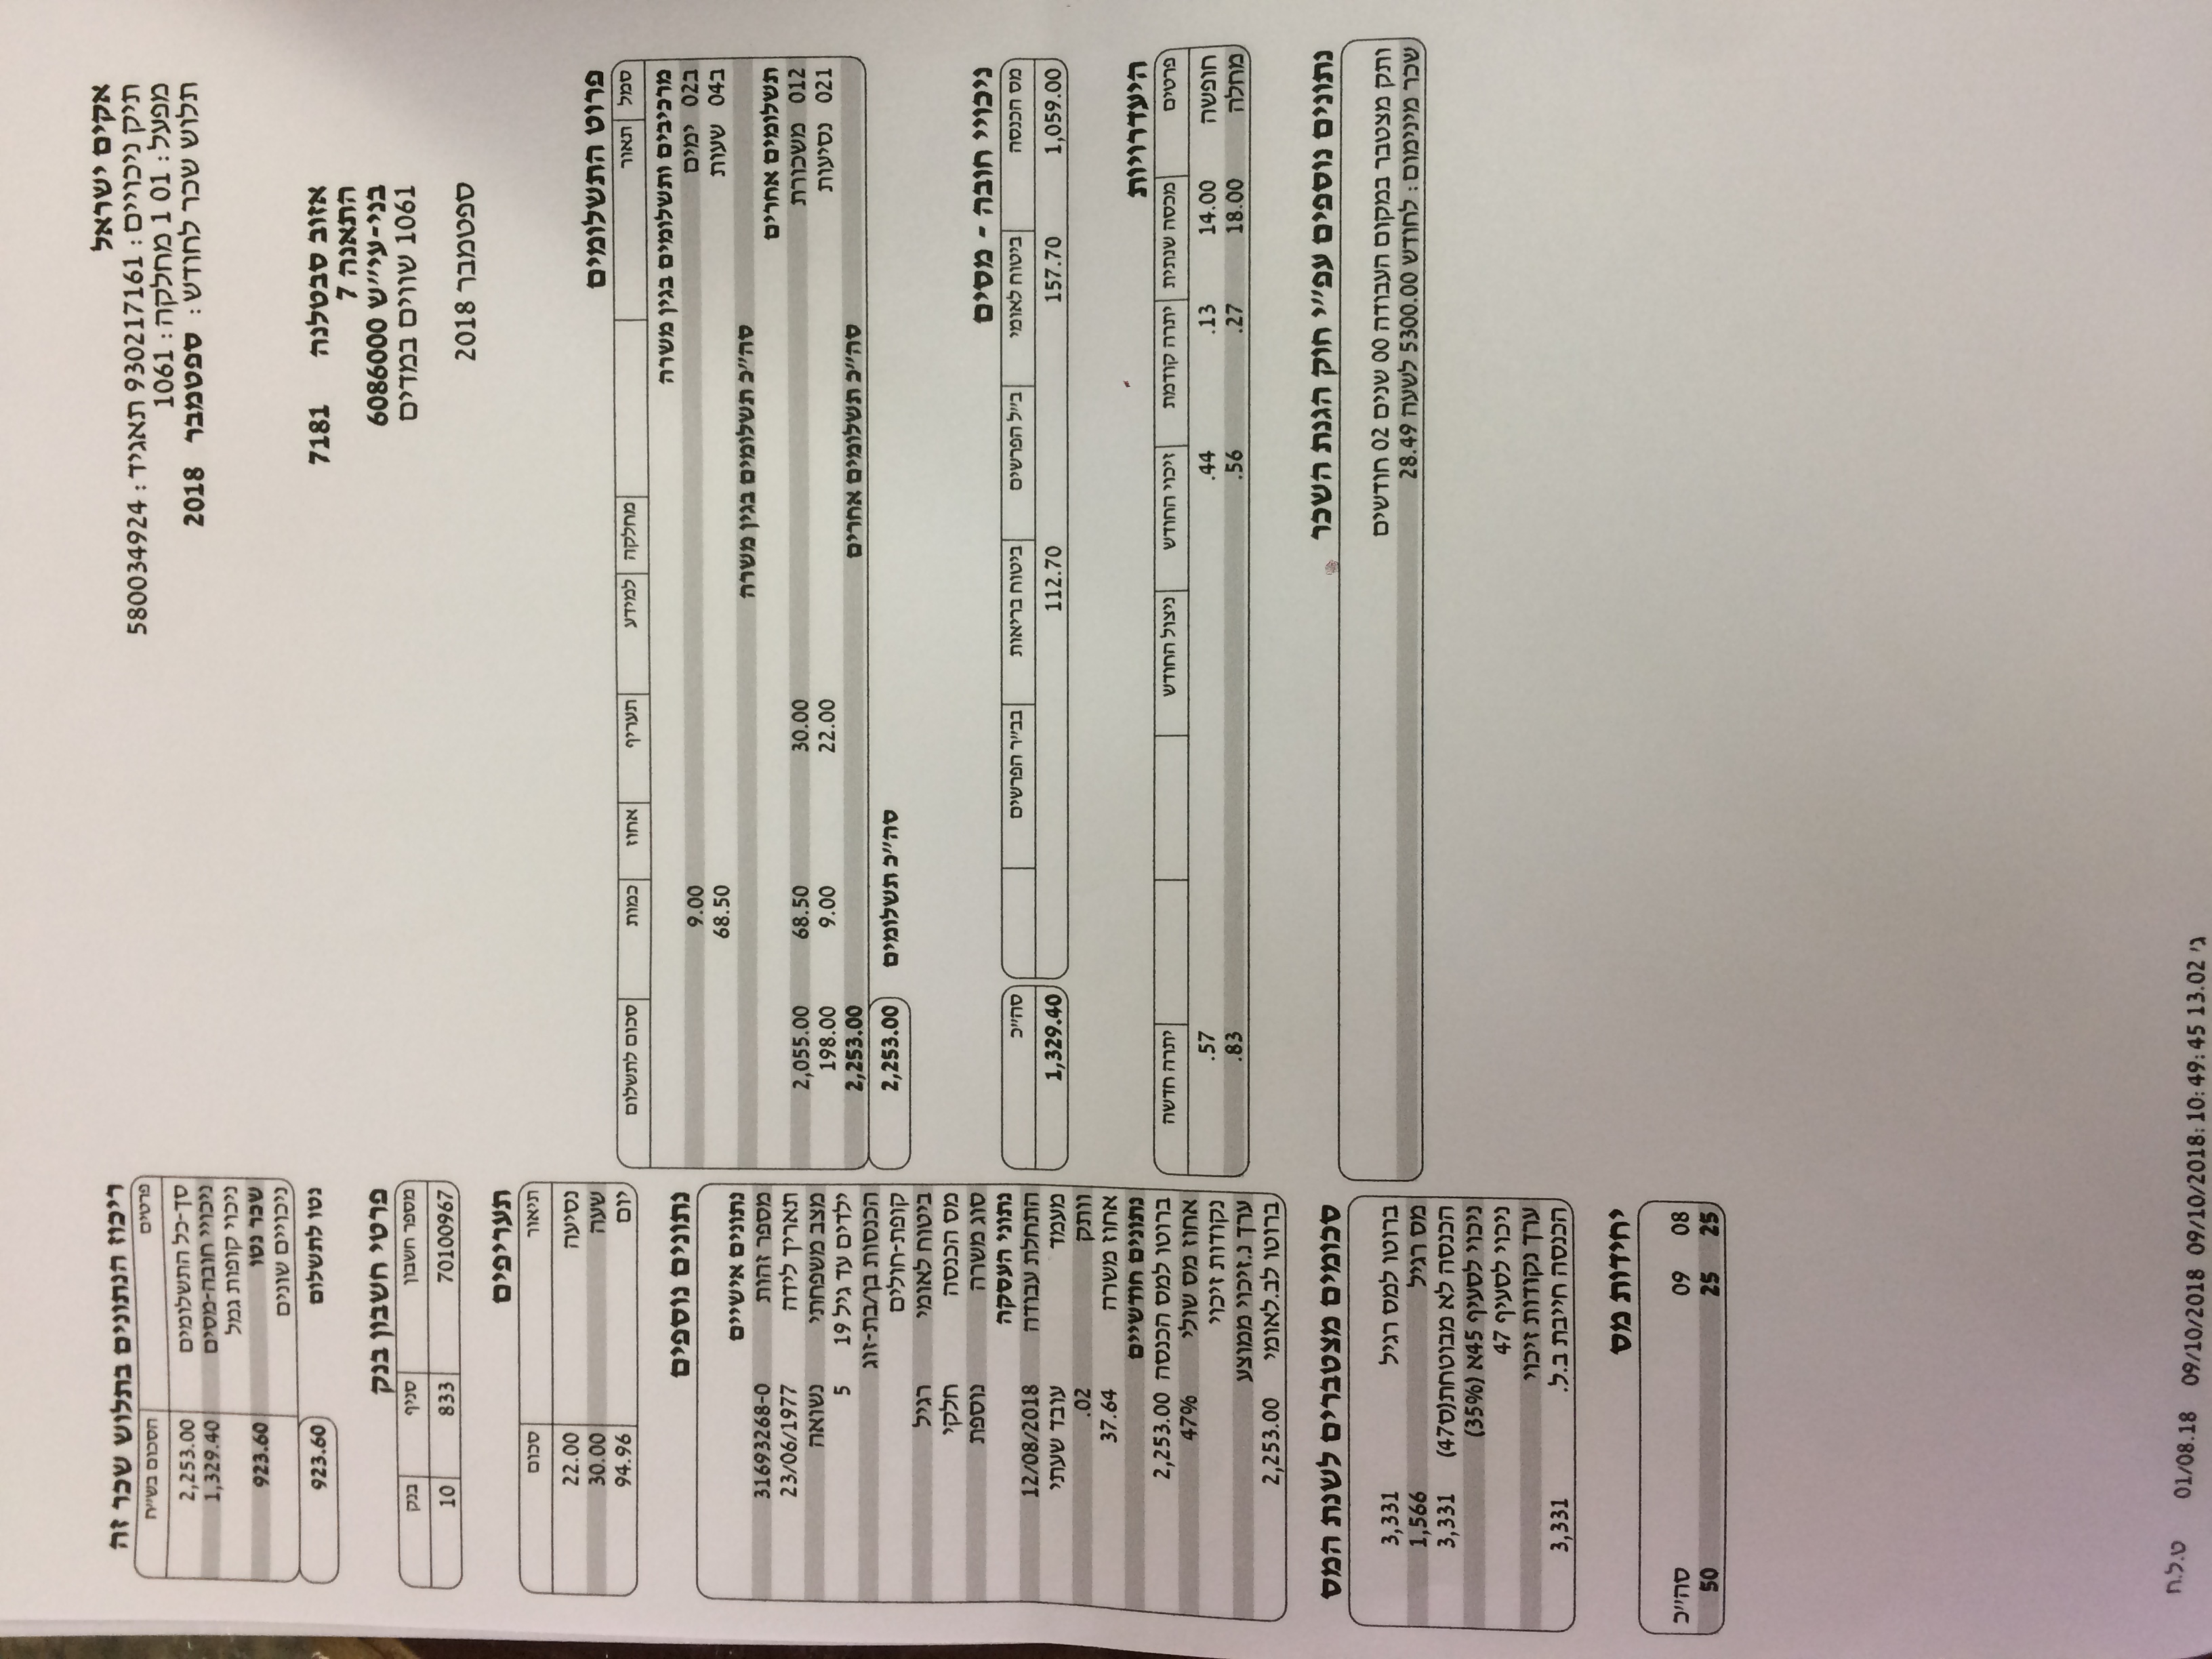 אקים ישראל
תיק ניכויים: 930217161 תאגיד: 580034924
מפעל: 01 1 מחלקה: 1061
תלוש שכר לחודש: ספטמבר 2018
אזוב סבטלנה 7181
התאנה 7
בני-עי״ש 6086000
1061 שווים במדים
ספטמבר 2018
פרוט התשלומים
סמל תאור מחלקה למידע תעריף אחוז כמות סכום לתשלום
מרכיבים ותשלומים בגין משרה
ב02 ימים 9.00
ב04 שעות 68.50
סה״כ תשלומים בגין משרה
תשלומים אחרים
012 משכורת 30.00 68.50 2,055.00
021 נסיעות 22.00 9.00 198.00
סה״כ תשלומים אחרים 2,253.00
סה״כ תשלומים 2,253.00
ניכויי חובה - מסים
מס הכנסה ביטוח לאומי ב״ל הפרשים ביטוח בריאות בב״ר הפרשים סה״כ
1,059.00 157.70 112.70 1,329.40
היעדרויות
פרטים מכסה שנתית יתרה קודמת זיכוי החודש ניצול החודש יתרה חדשה
חופשה 14.00 .13 .44 .57
מחלה 18.00 .27 .56 .83
נתונים נוספים עפ״י חוק הגנת השכר
ותק מצטבר במקום העבודה 00 שנים 02 חודשים
שכר מינימום: לחודש 5300.00 לשעה 28.49
ריכוז הנתונים בתלוש שכר זה
פרטים הסכום בש״ח
סך-כל התשלומים 2,253.00
ניכויי חובה-מסים 1,329.40
ניכוי קופות גמל
שכר נטו 923.60
ניכויים שונים
נטו לתשלום 923.60
פרטי חשבון בנק
מספר חשבון סניף בנק
70100967 833 10
תעריפים
תיאור סכום
נסיעה 22.00
שעה 30.00
יום 94.96
נתונים נוספים
נתונים אישיים
מספר זהות 31693268-0
תאריך לידה 23/06/1977
מצב משפחתי נשואה
ילדים עד גיל 19 5
הכנסות בן/בת-זוג
קופת-חולים
ביטוח לאומי רגיל
מס הכנסה חלקי
סוג משרה נוספת
נתוני העסקה
התחלת עבודה 12/08/2018
מעמד עובד שעתי
וותק .02
אחוז משרה 37.64
נתונים חודשיים
ברוטו למס הכנסה 2,253.00
אחוז מס שולי 47%
נקודות זיכוי
ערך נ.זיכוי ממוצע
ברוטו לב.לאומי 2,253.00
סכומים מצטברים לשנת המס
ברוטו למס רגיל 3,331
מס רגיל 1,566
הכנסה לא מבוטחת(ס47) 3,331
ניכוי לסעיף 45א (35%)
ניכוי לסעיף 47
ערך נקודות זיכוי
הכנסה חייבת ב.ל. 3,331
יחידות מס
08 09 סה״כ
25 25 50
ט.ל.ח 01/08.18 09/10/2018 09/10/2018: 10:49:45 13.02 ג'